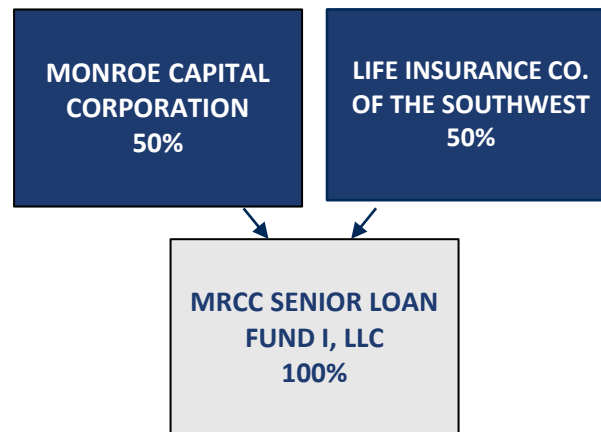 MONROE CAPITAL
CORPORATION
50%
LIFE INSURANCE CO.
OF THE SOUTHWEST
50%
MRCC SENIOR LOAN
FUND I, LLC
100%